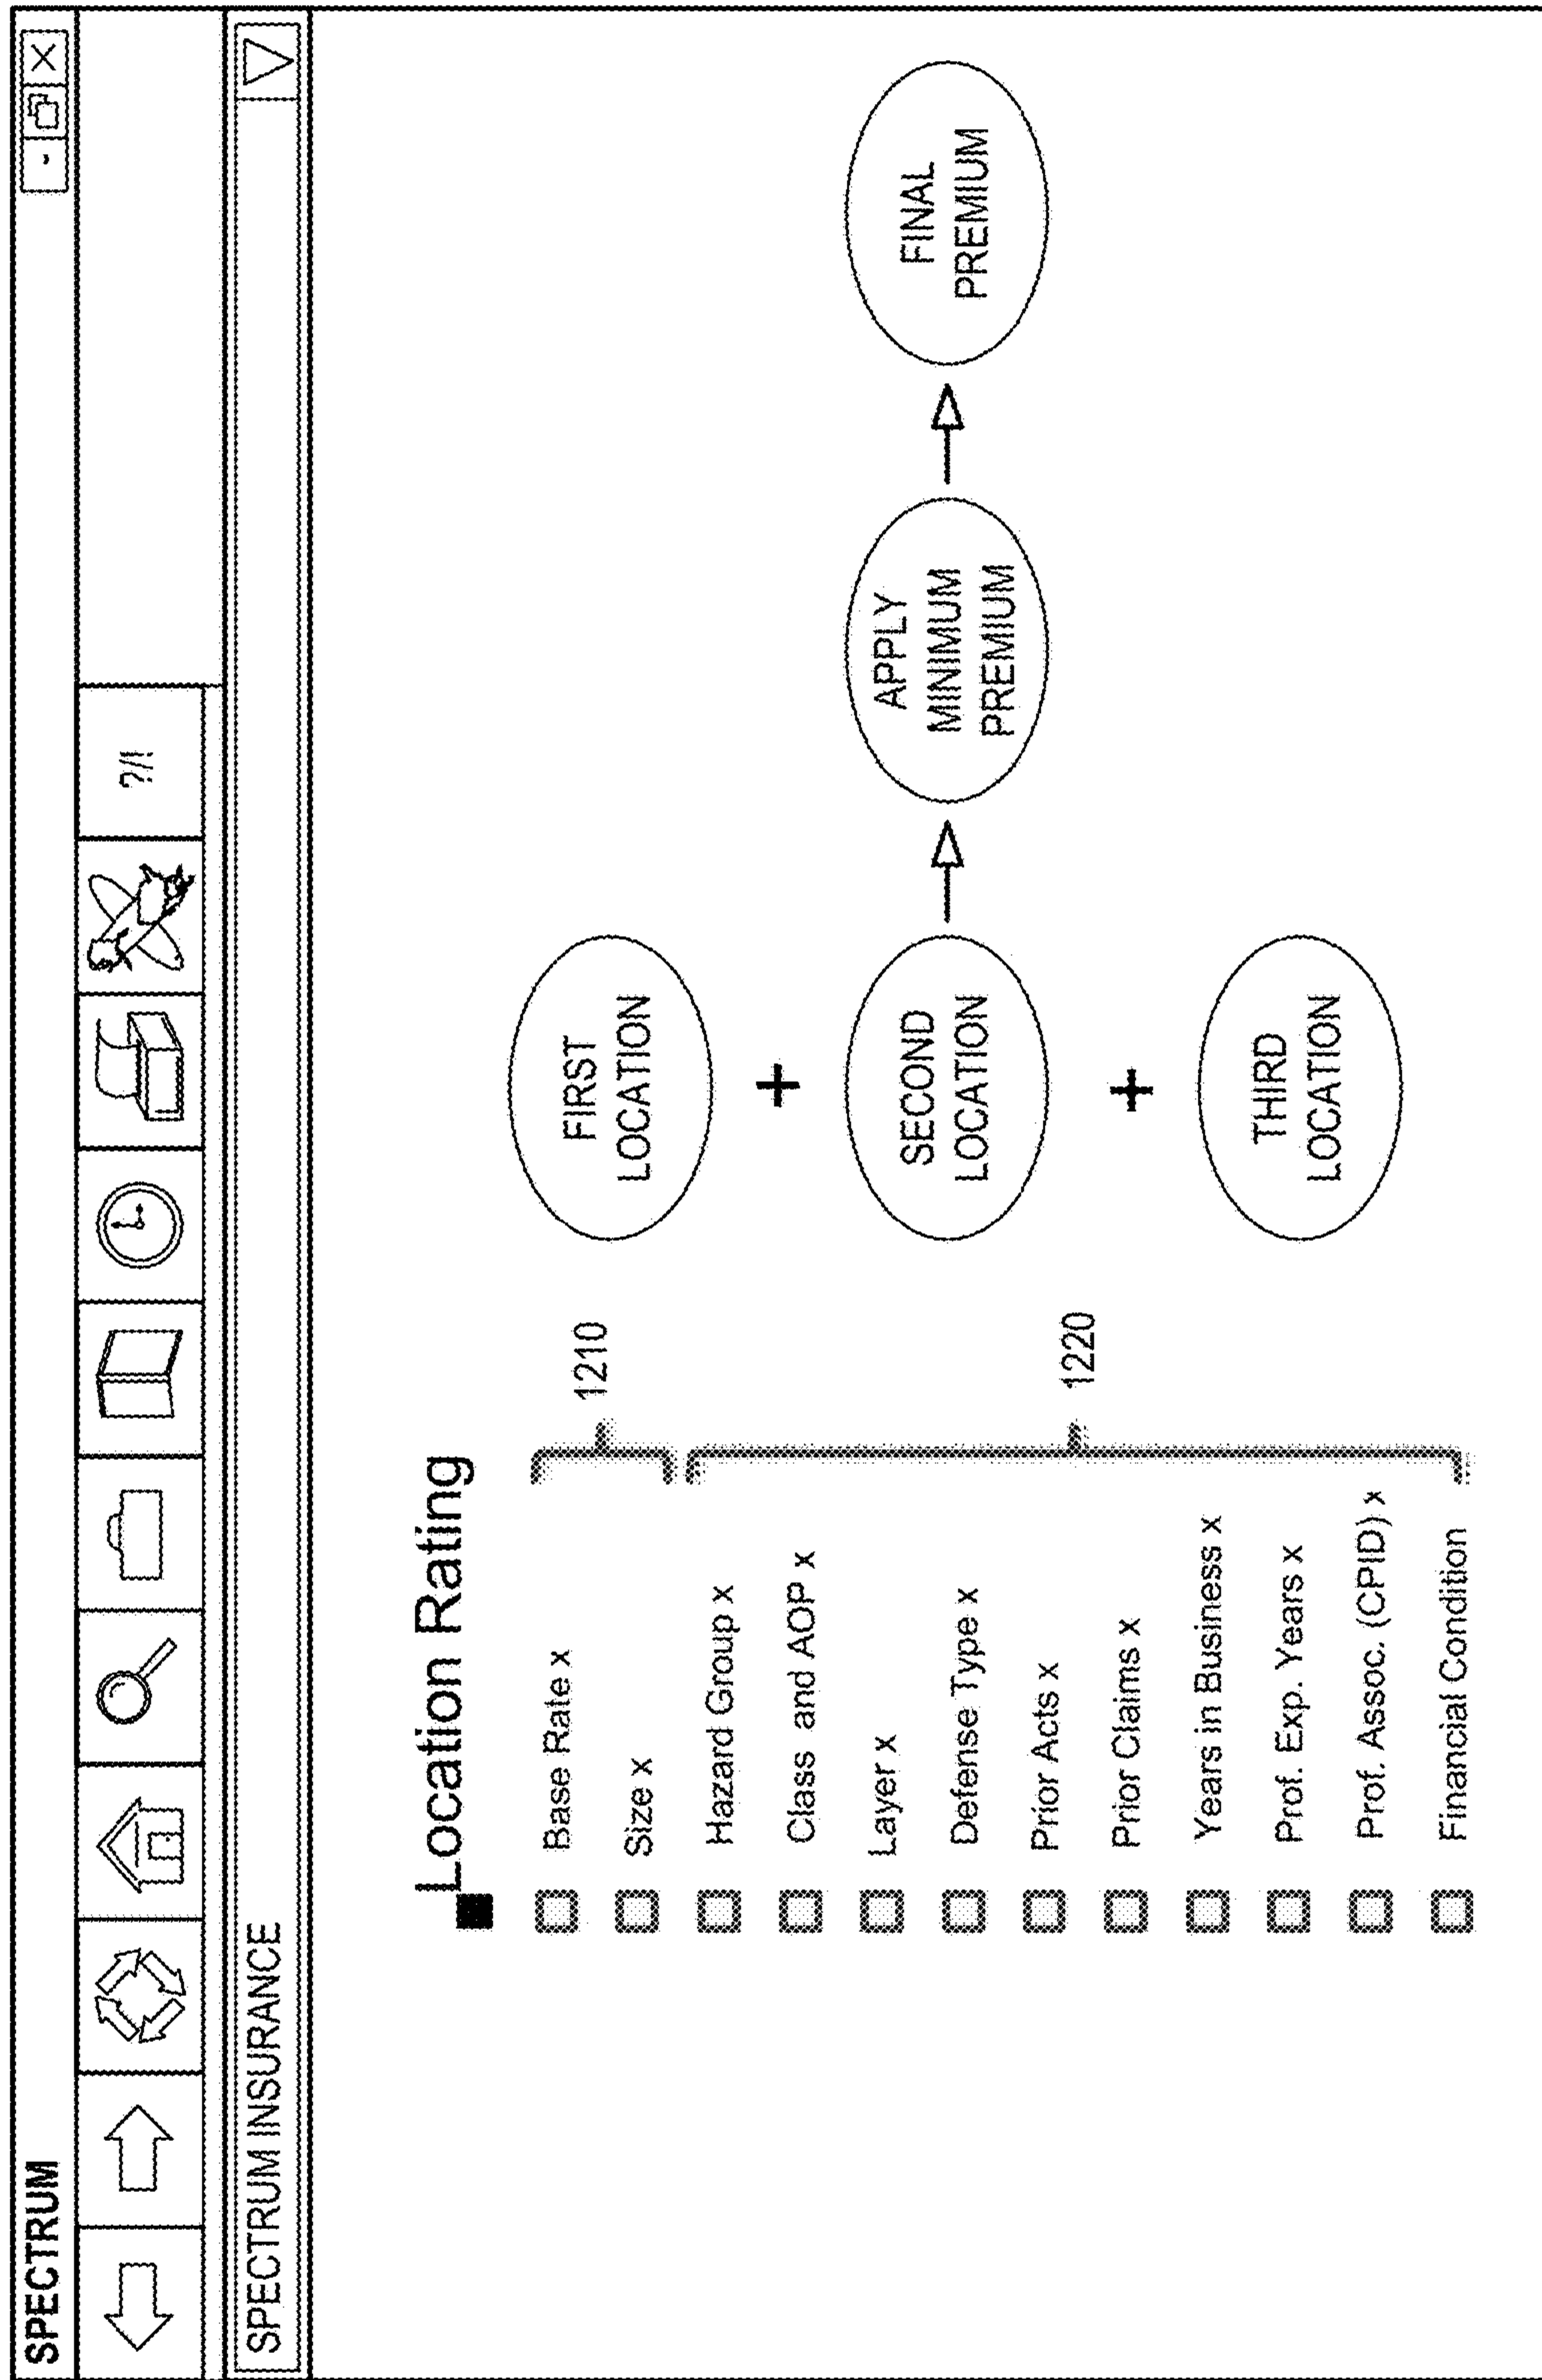 SPECTRUM
?/!
SPECTRUM INSURANCE
Location Rating
Base Rate x
Size x
Hazard Group x
Class and AOP x
Layer x
Defense Type x
Prior Acts x
Prior Claims x
Years in Business x
Prof. Exp. Years x
Prof. Assoc. (CPID) x
Financial Condition
1210
1220
FIRST
LOCATION
+
SECOND
LOCATION
+
THIRD
LOCATION
APPLY
MINIMUM
PREMIUM
FINAL
PREMIUM